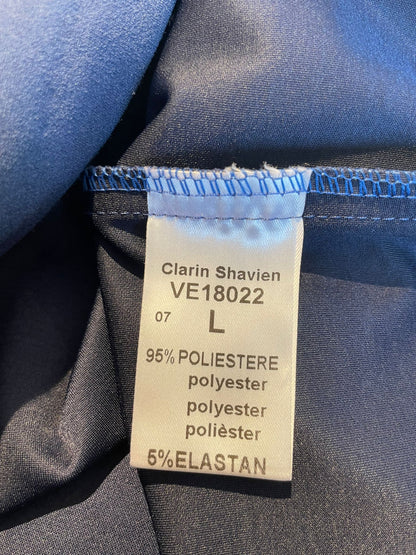 Clarin Shavien
VE18022
07 L
95% POLIESTERE
polyester
polyester
polièster
5%ELASTAN